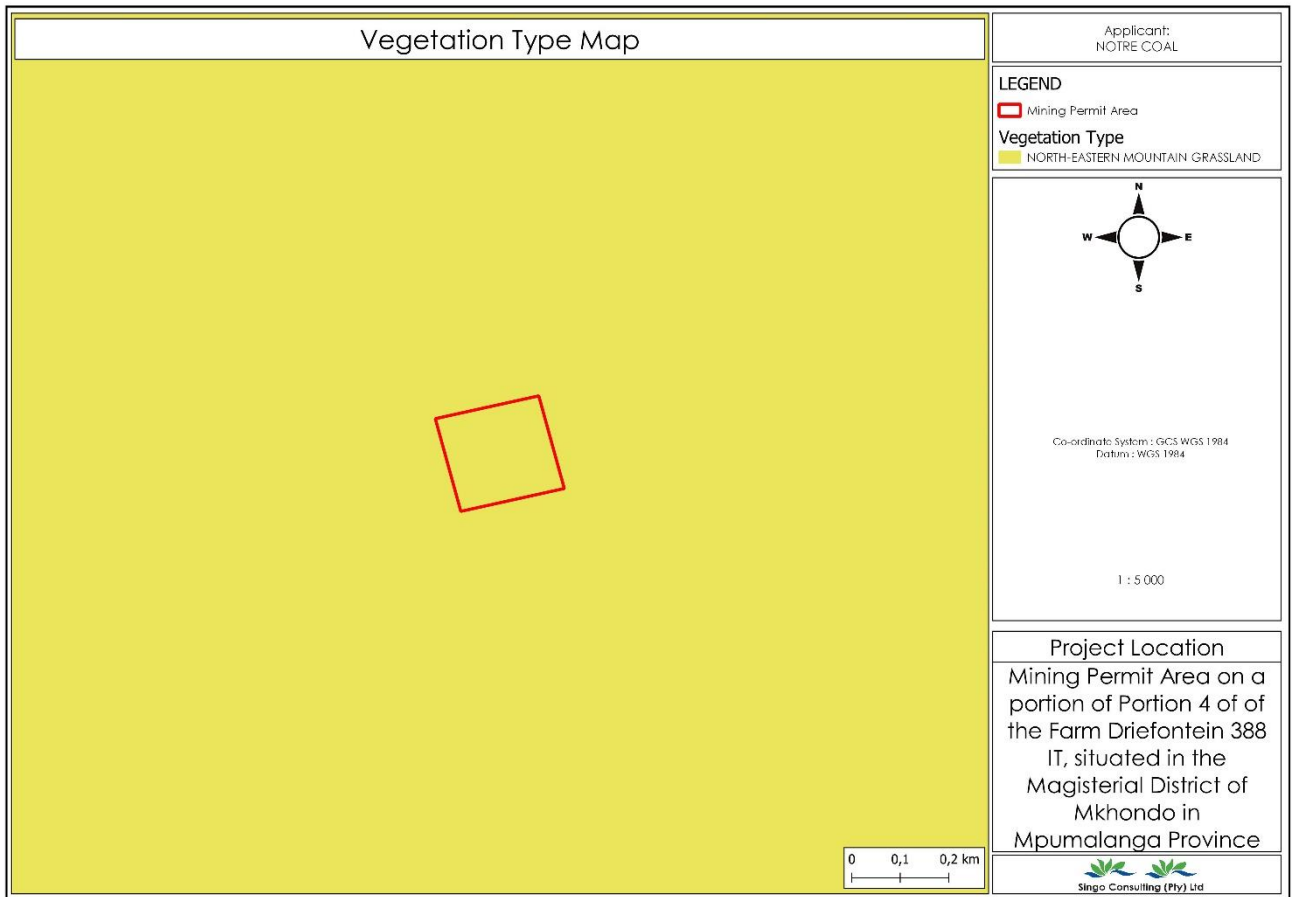 Vegetation Type Map
Applicant:
NOTRE COAL
LEGEND
Mining Permit Area
Vegetation Type
NORTH-EASTERN MOUNTAIN GRASSLAND
N
W E
S
Co-ordinate System : GCS WGS 1984
Datum : WGS 1984
1 : 5 000
Project Location
Mining Permit Area on a
portion of Portion 4 of of
the Farm Driefontein 388
IT, situated in the
Magisterial District of
Mkhondo in
Mpumalanga Province
0 0,1 0,2 km
Singo Consulting (Pty) Ltd